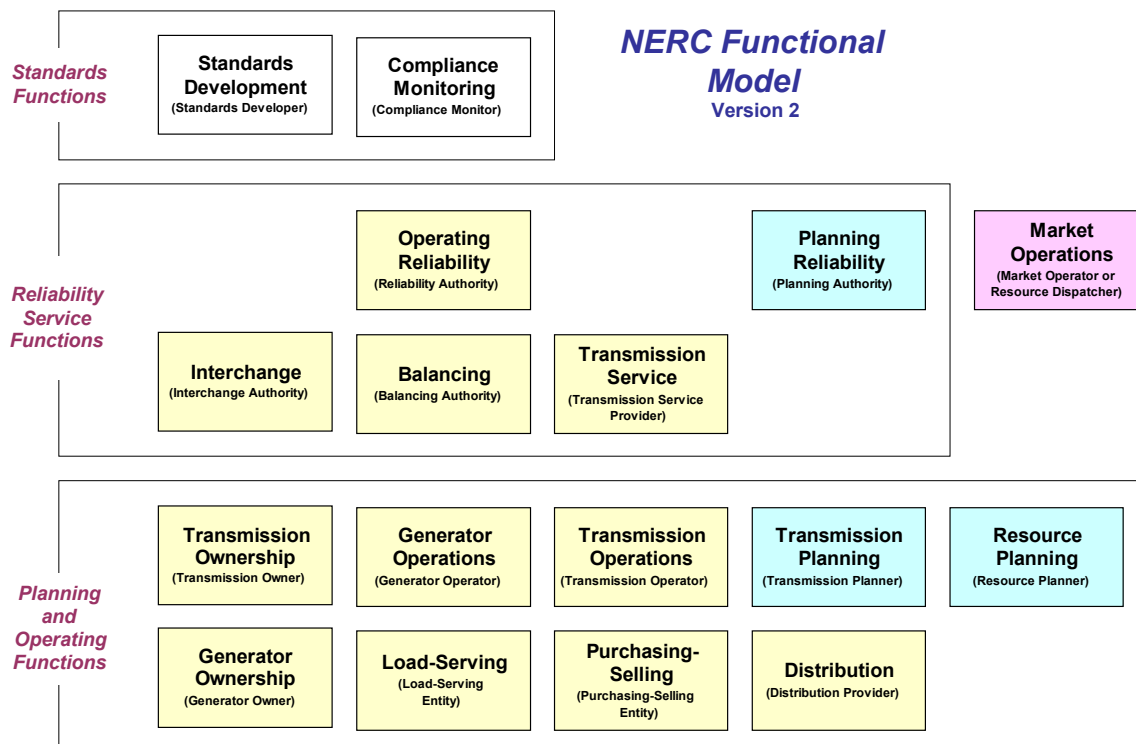 NERC Functional
Model
Version 2
Standards
Functions
Standards
Development
(Standards Developer)
Compliance
Monitoring
(Compliance Monitor)
Reliability
Service
Functions
Operating
Reliability
(Reliability Authority)
Planning
Reliability
(Planning Authority)
Market
Operations
(Market Operator or
Resource Dispatcher)
Interchange
(Interchange Authority)
Balancing
(Balancing Authority)
Transmission
Service
(Transmission Service
Provider)
Planning
and
Operating
Functions
Transmission
Ownership
(Transmission Owner)
Generator
Operations
(Generator Operator)
Transmission
Operations
(Transmission Operator)
Transmission
Planning
(Transmission Planner)
Resource
Planning
(Resource Planner)
Generator
Ownership
(Generator Owner)
Load-Serving
(Load-Serving
Entity)
Purchasing-
Selling
(Purchasing-Selling
Entity)
Distribution
(Distribution Provider)